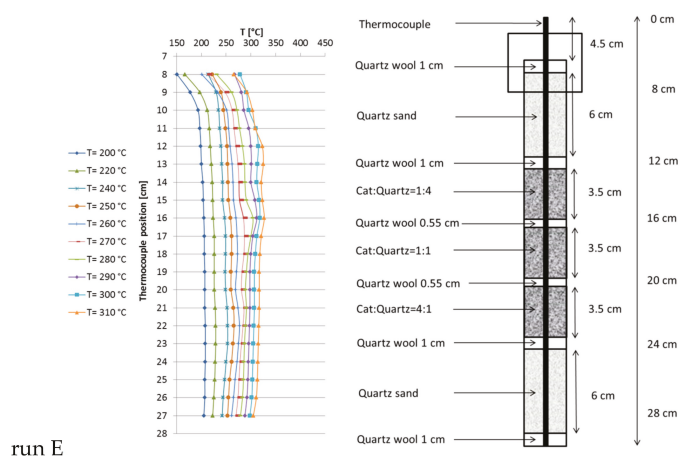 T [°C]
150 200 250 300 350 400 450
7
8
9
10
11
12
13
14
15
16
17
18
19
20
21
22
23
24
25
26
27
28
Thermocouple position [cm]
T= 200 °C
T= 220 °C
T= 240 °C
T= 250 °C
T= 260 °C
T= 270 °C
T= 280 °C
T= 290 °C
T= 300 °C
T= 310 °C
run E
Thermocouple
Quartz wool 1 cm
Quartz sand
Quartz wool 1 cm
Cat:Quartz=1:4
Quartz wool 0.55 cm
Cat:Quartz=1:1
Quartz wool 0.55 cm
Cat:Quartz=4:1
Quartz wool 1 cm
Quartz sand
Quartz wool 1 cm
4.5 cm
6 cm
3.5 cm
3.5 cm
3.5 cm
6 cm
0 cm
8 cm
12 cm
16 cm
20 cm
24 cm
28 cm